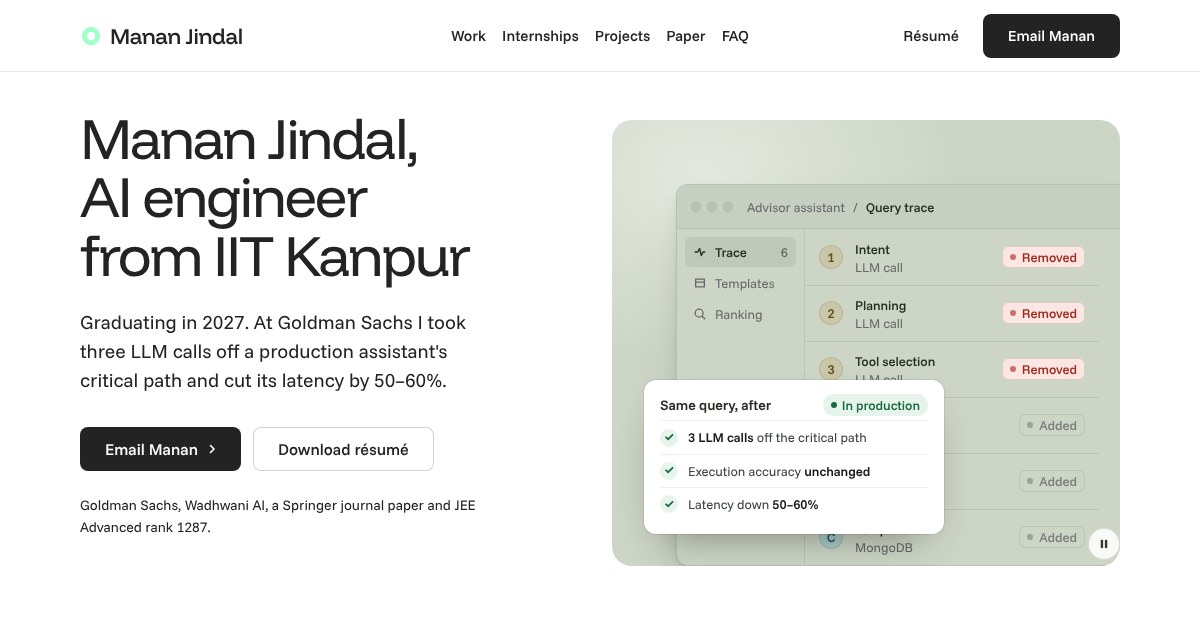 Manan Jindal
Work
Internships
Projects
Paper
FAQ
Résumé
Email Manan
Manan Jindal,
AI engineer
from IIT Kanpur
Graduating in 2027. At Goldman Sachs I took
three LLM calls off a production assistant's
critical path and cut its latency by 50–60%.
Email Manan
Download résumé
Goldman Sachs, Wadhwani AI, a Springer journal paper and JEE
Advanced rank 1287.
Advisor assistant / Query trace
Trace 6
Templates
Ranking
1 Intent
LLM call
Removed
2 Planning
LLM call
Removed
3 Tool selection
LLM call
Removed
Added
Added
C
MongoDB
Added
Same query, after
In production
3 LLM calls off the critical path
Execution accuracy unchanged
Latency down 50–60%